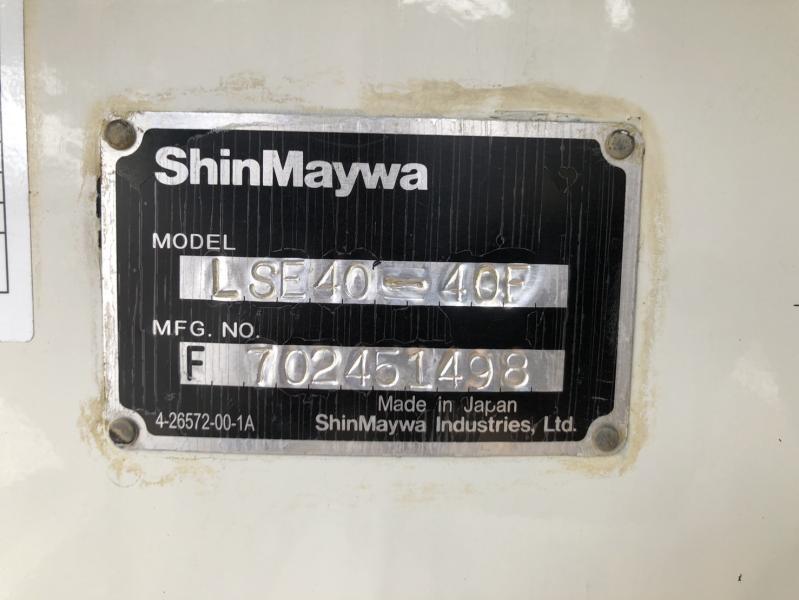 ShinMaywa
MODEL
LSE40-40F
MFG. NO.
F 702451498
Made in Japan
4-26572-00-1A ShinMaywa Industries, Ltd.